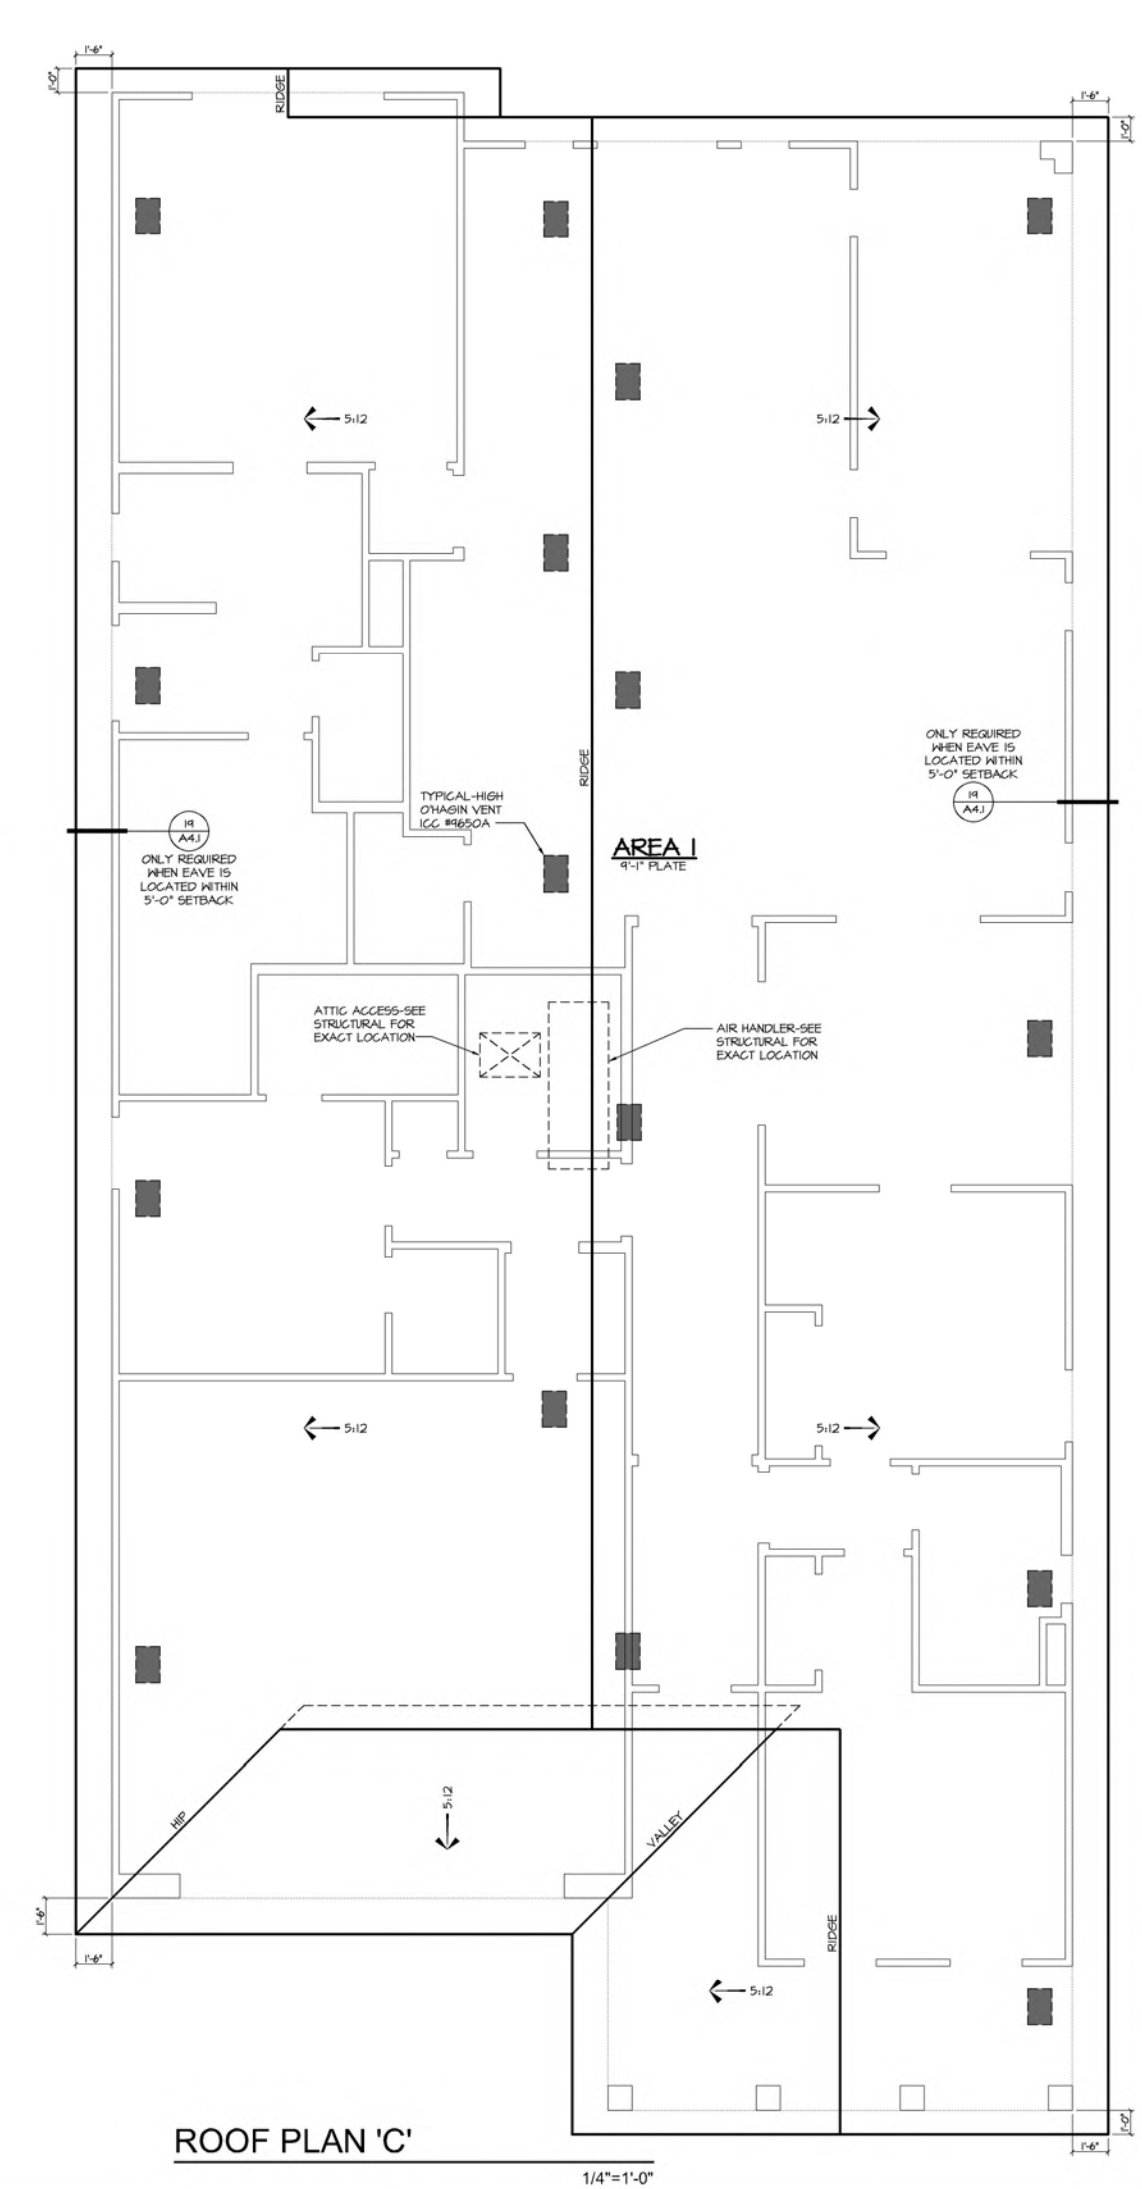 1'-6"
1'-0"
RIDGE
1'-6"
1'-0"
5:12
5:12
ONLY REQUIRED
WHEN EAVE IS
LOCATED WITHIN
5'-0" SETBACK
19
A4.1
RIDGE
TYPICAL-HIGH
O'HAGIN VENT
ICC #9650A
19
A4.1
ONLY REQUIRED
WHEN EAVE IS
LOCATED WITHIN
5'-0" SETBACK
AREA 1
9'-1" PLATE
ATTIC ACCESS-SEE
STRUCTURAL FOR
EXACT LOCATION
AIR HANDLER-SEE
STRUCTURAL FOR
EXACT LOCATION
5:12
5:12
5:12
HIP
VALLEY
RIDGE
1'-6"
1'-6"
5:12
ROOF PLAN 'C'
1/4"=1'-0"
1'-0"
1'-6"